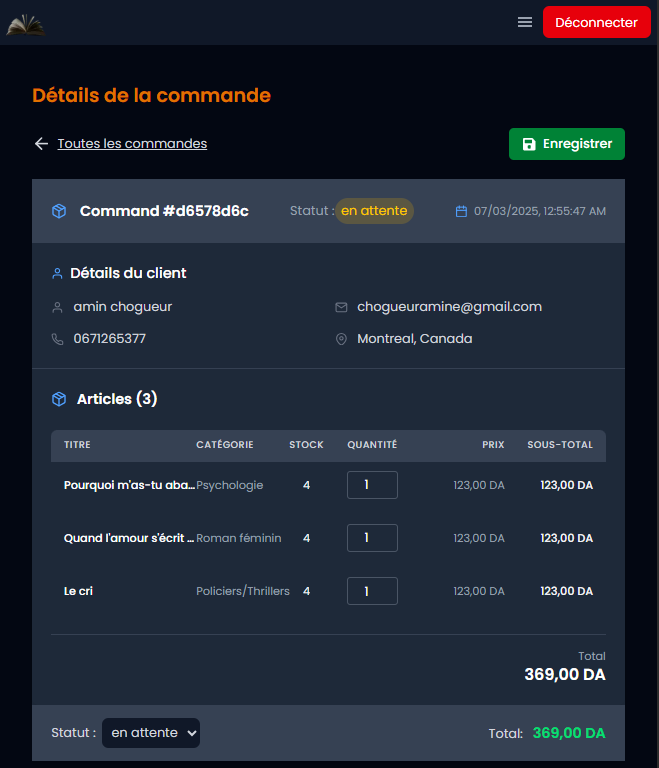 Déconnecter
Détails de la commande
Toutes les commandes
Enregistrer
Command #d6578d6c Statut : en attente 07/03/2025, 12:55:47 AM
Détails du client
amin chogueur chogueuramine@gmail.com
0671265377 Montreal, Canada
Articles (3)
TITRE CATÉGORIE STOCK QUANTITÉ PRIX SOUS-TOTAL
Pourquoi m'as-tu aba... Psychologie 4 1 123,00 DA 123,00 DA
Quand l'amour s'écrit ... Roman féminin 4 1 123,00 DA 123,00 DA
Le cri Policiers/Thrillers 4 1 123,00 DA 123,00 DA
Total
369,00 DA
Statut : en attente Total: 369,00 DA